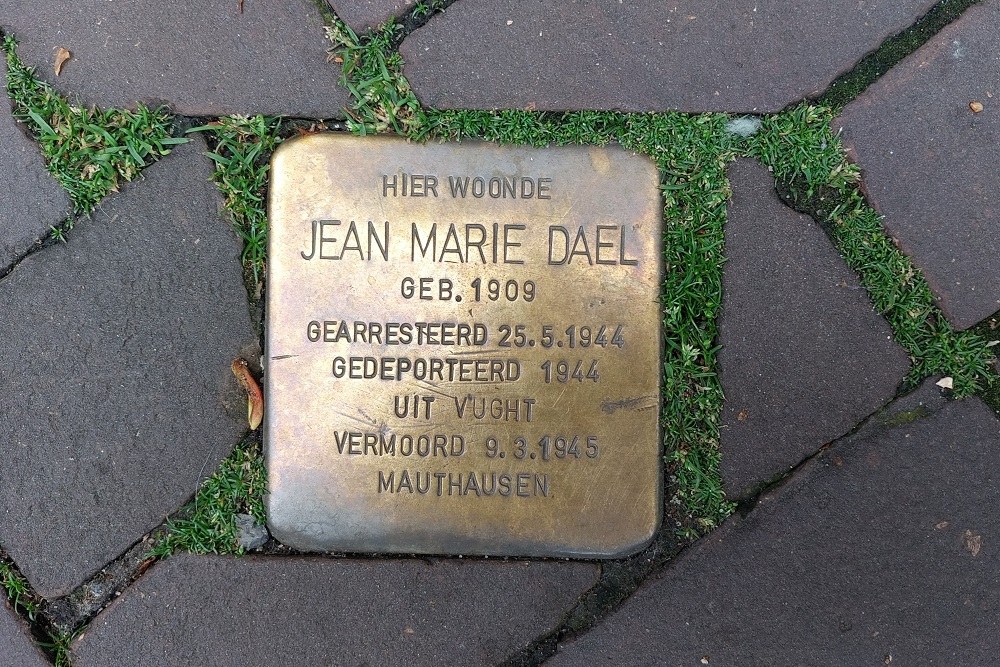 HIER WOONDE
JEAN MARIE DAEL
GEB. 1909
GEARRESTEERD 25.5.1944
GEDEPORTEERD 1944
UIT VUGHT
VERMOORD 9.3.1945
MAUTHAUSEN